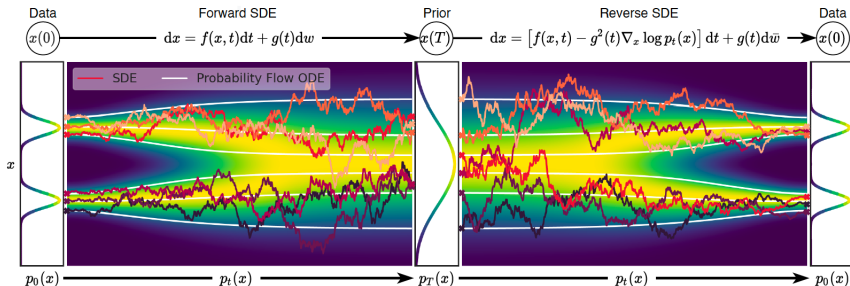 Data Forward SDE Prior Reverse SDE Data
x(0) dx = f(x,t)dt + g(t)dw x(T) dx = [f(x,t) − g²(t)∇ₓ log pₜ(x)] dt + g(t)dw̄ x(0)
SDE Probability Flow ODE
x
p₀(x) pₜ(x) p_T(x) pₜ(x) p₀(x)